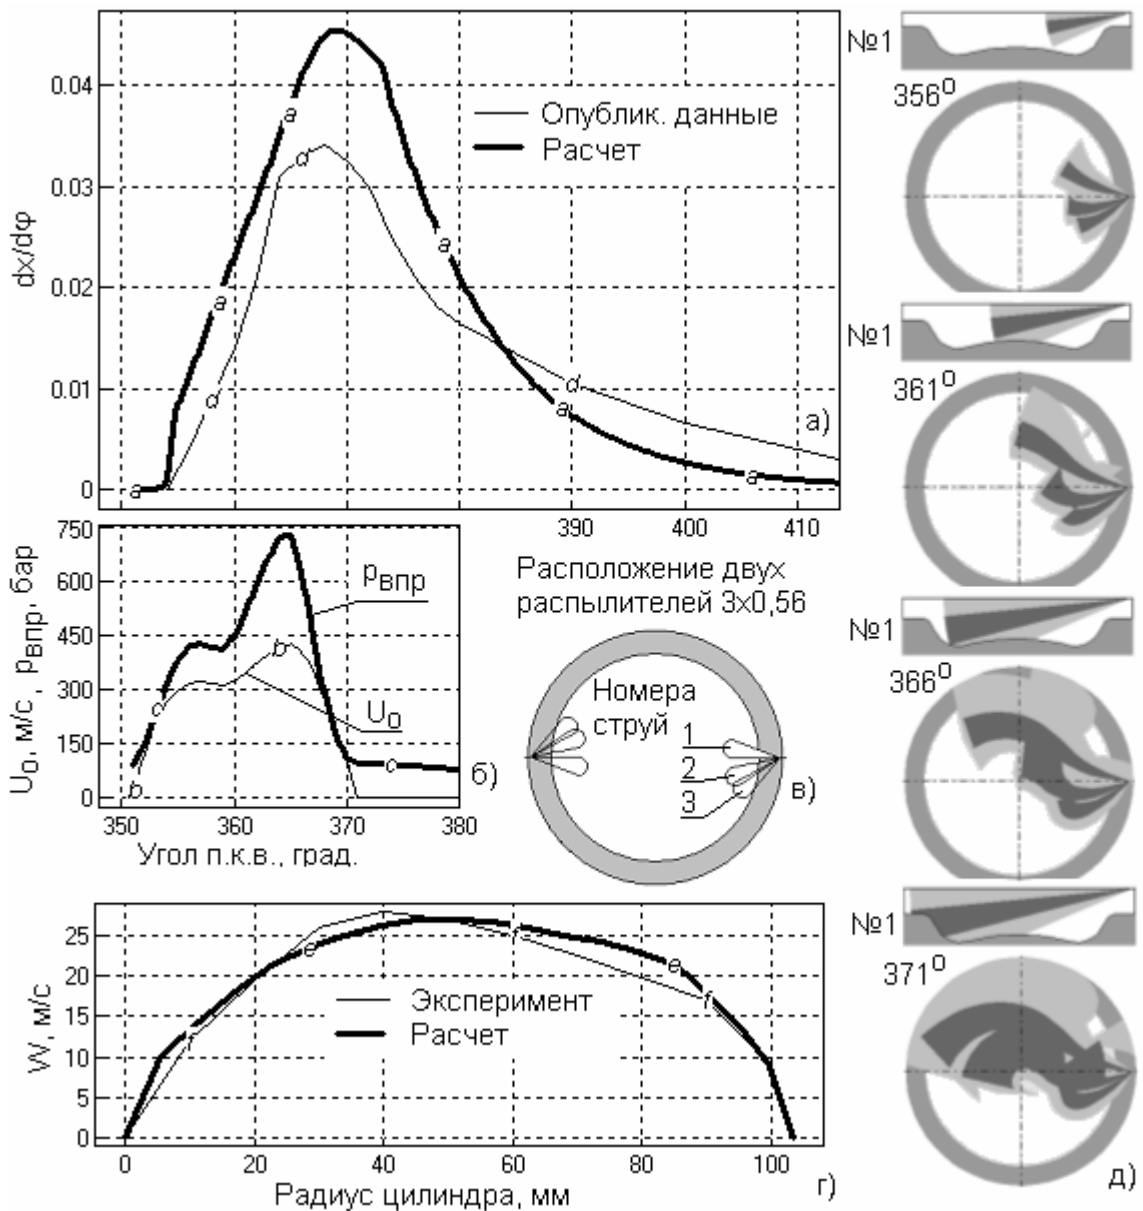 dx/dφ
0.04
0.03
0.02
0.01
0
Опублик. данные
Расчет
a
a
a
a
a
a
d
d
d
а)
390
400
410
U0, м/с, pвпр, бар
750
600
450
300
150
0
pвпр
U0
b
b
c
c
б)
350
360
370
380
Угол п.к.в., град.
Расположение двух
распылителей 3x0,56
Номера
струй
1
2
3
в)
W, м/с
25
20
15
10
5
0
Эксперимент
Расчет
e
e
f
f
f
0
20
40
60
80
100
Радиус цилиндра, мм
г)
№1
356⁰
№1
361⁰
№1
366⁰
№1
371⁰
д)